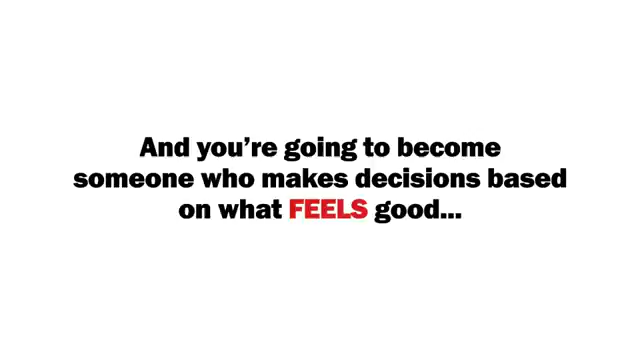 And you’re going to become
someone who makes decisions based
on what FEELS good...